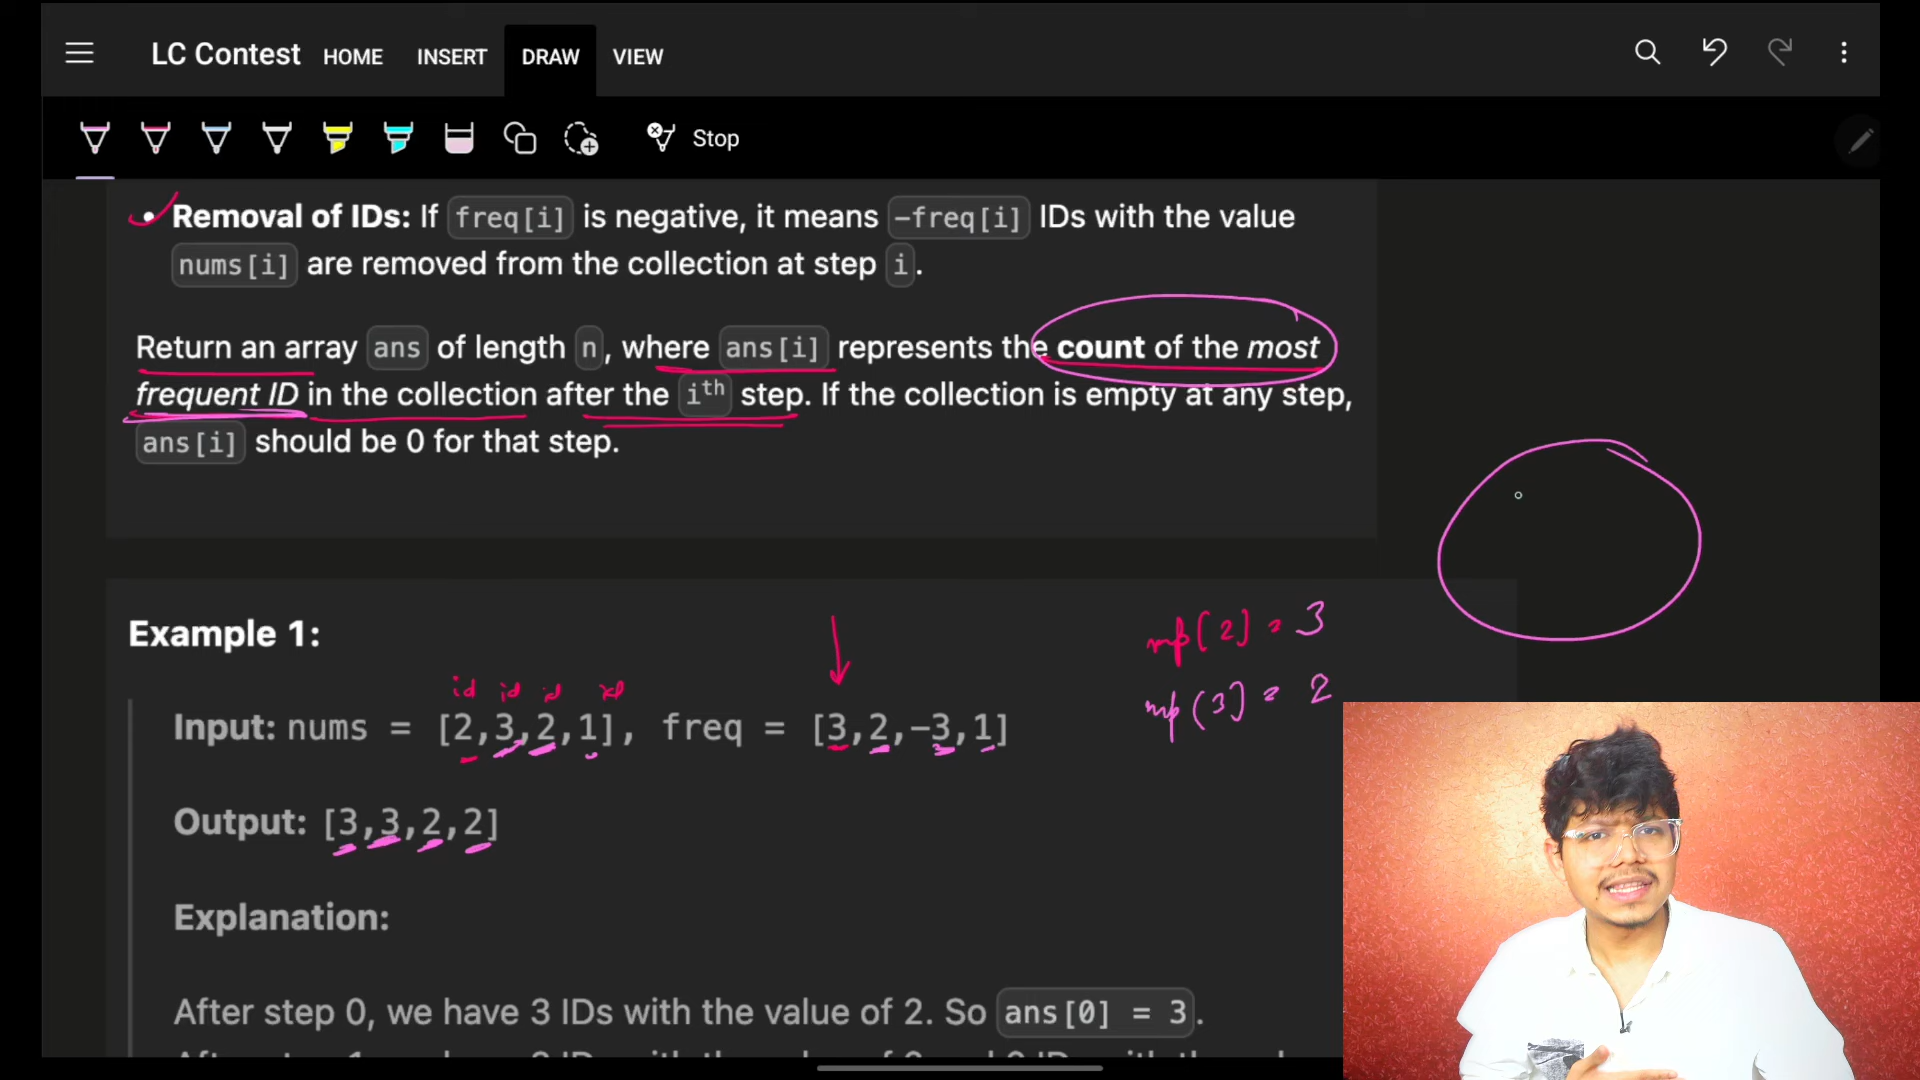 LC Contest HOME INSERT DRAW VIEW
Stop
Removal of IDs: If freq[i] is negative, it means -freq[i] IDs with the value
nums[i] are removed from the collection at step i.
Return an array ans of length n, where ans[i] represents the count of the most
frequent ID in the collection after the ith step. If the collection is empty at any step,
ans[i] should be 0 for that step.
Example 1:
mp[2] = 3
mp[3] = 2
id id id id
Input: nums = [2,3,2,1], freq = [3,2,-3,1]
Output: [3,3,2,2]
Explanation:
After step 0, we have 3 IDs with the value of 2. So ans[0] = 3.